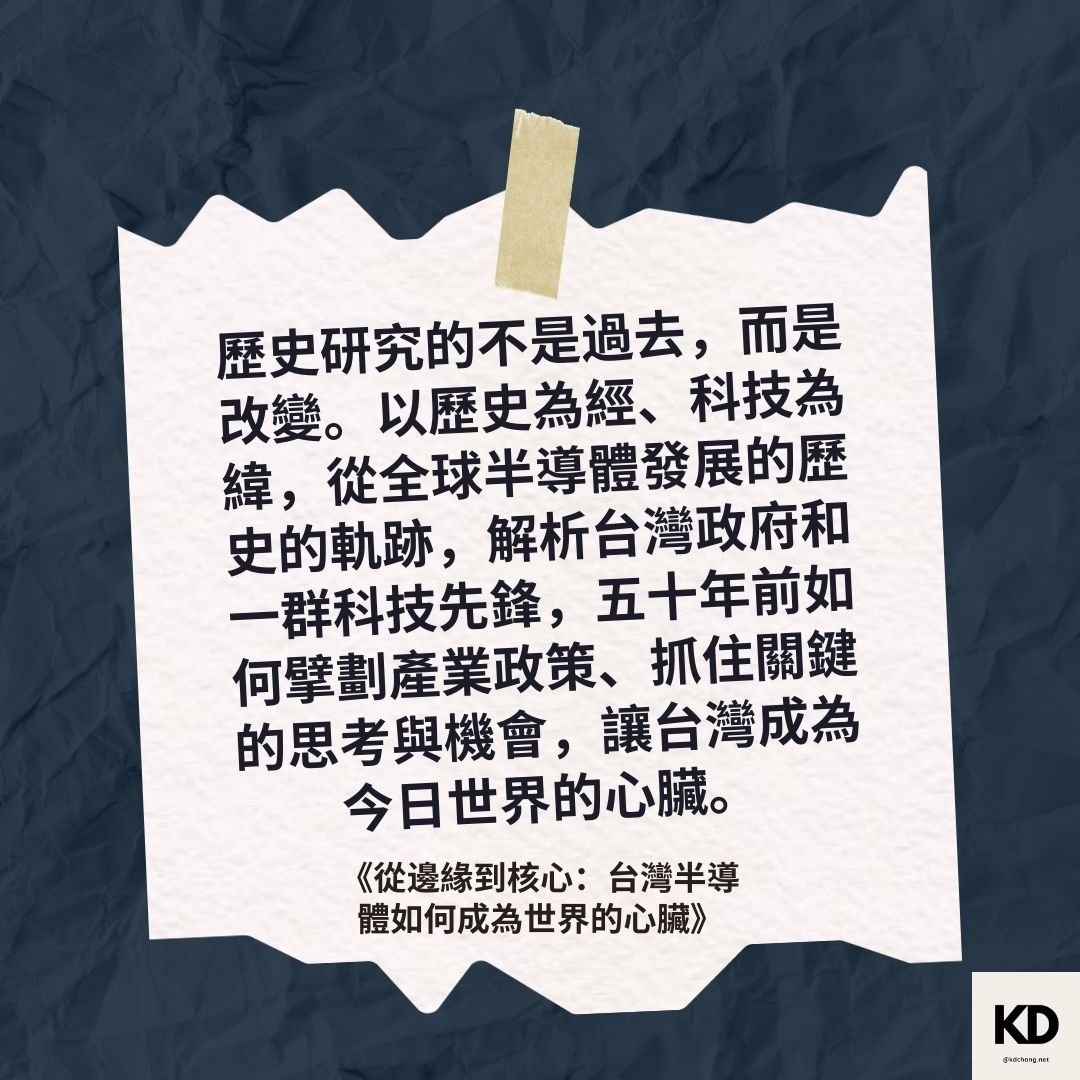 歷史研究的不是過去，而是
改變。以歷史為經、科技為
緯，從全球半導體發展的歷
史的軌跡，解析台灣政府和
一群科技先鋒，五十年前如
何擘劃產業政策、抓住關鍵
的思考與機會，讓台灣成為
今日世界的心臟。
《從邊緣到核心：台灣半導
體如何成為世界的心臟》
KD
@kdchang.net